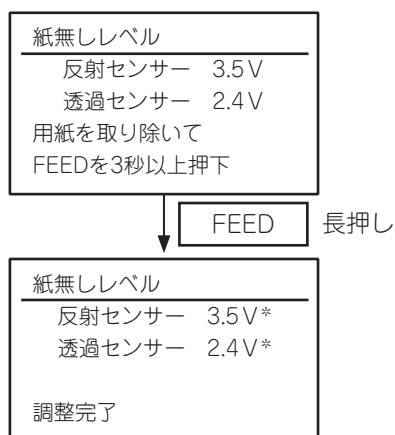 紙無しレベル
反射センサー 3.5V
透過センサー 2.4V
用紙を取り除いて
FEEDを3秒以上押下
FEED 長押し
紙無しレベル
反射センサー 3.5V*
透過センサー 2.4V*
調整完了